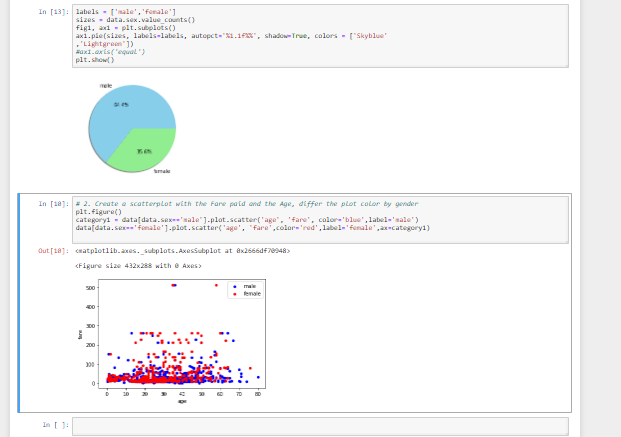 In [13]:
labels = ['male','female']
sizes = data.sex.value_counts()
fig1, ax1 = plt.subplots()
ax1.pie(sizes, labels=labels, autopct='%1.1f%%', shadow=True, colors = ['Skyblue'
,'Lightgreen'])
#ax1.axis('equal')
plt.show()
male
64.4%
35.6%
female
In [10]:
# 2. Create a scatterplot with the Fare paid and the Age, differ the plot color by gender
plt.figure()
category1 = data[data.sex=='male'].plot.scatter('age', 'fare', color='blue',label='male')
data[data.sex=='female'].plot.scatter('age', 'fare',color='red',label='female',ax=category1)
Out[10]: <matplotlib.axes._subplots.AxesSubplot at 0x2666df70948>
<Figure size 432x288 with 0 Axes>
male
female
500
400
300
200
100
0
fare
0 10 20 30 40 50 60 70 80
age
In [ ]: